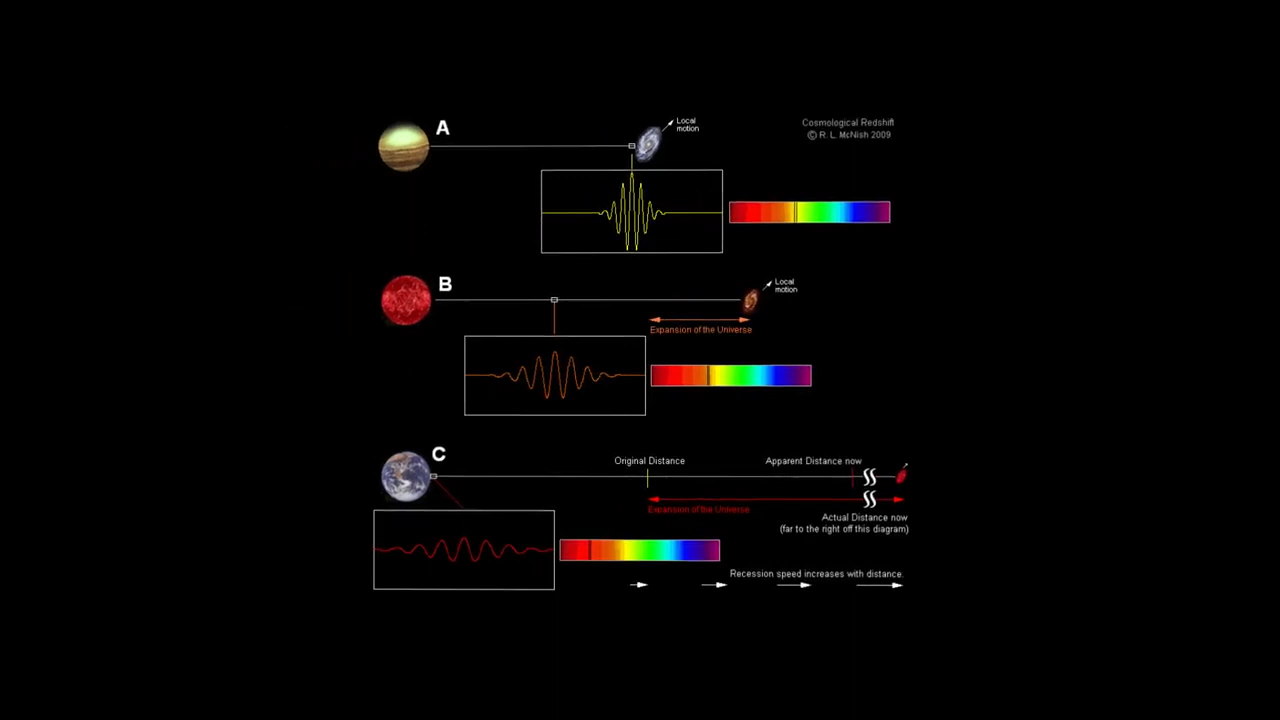 A
Local
motion
Cosmological Redshift
© R. L. McNish 2009
B
Local
motion
Expansion of the Universe
C
Original Distance
Apparent Distance now
Expansion of the Universe
Actual Distance now
(far to the right off this diagram)
Recession speed increases with distance.